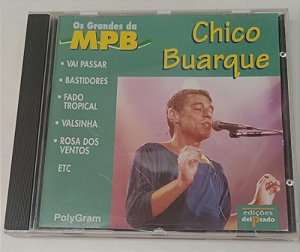 Os Grandes da
MPB
Chico
Buarque
• VAI PASSAR
• BASTIDORES
• FADO
TROPICAL
• VALSINHA
• ROSA DOS
VENTOS
ETC
PolyGram
edições
del Prado